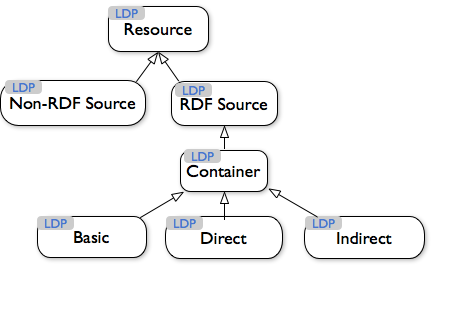 LDP
Resource
LDP
Non-RDF Source
LDP
RDF Source
LDP
Container
LDP
Basic
LDP
Direct
LDP
Indirect